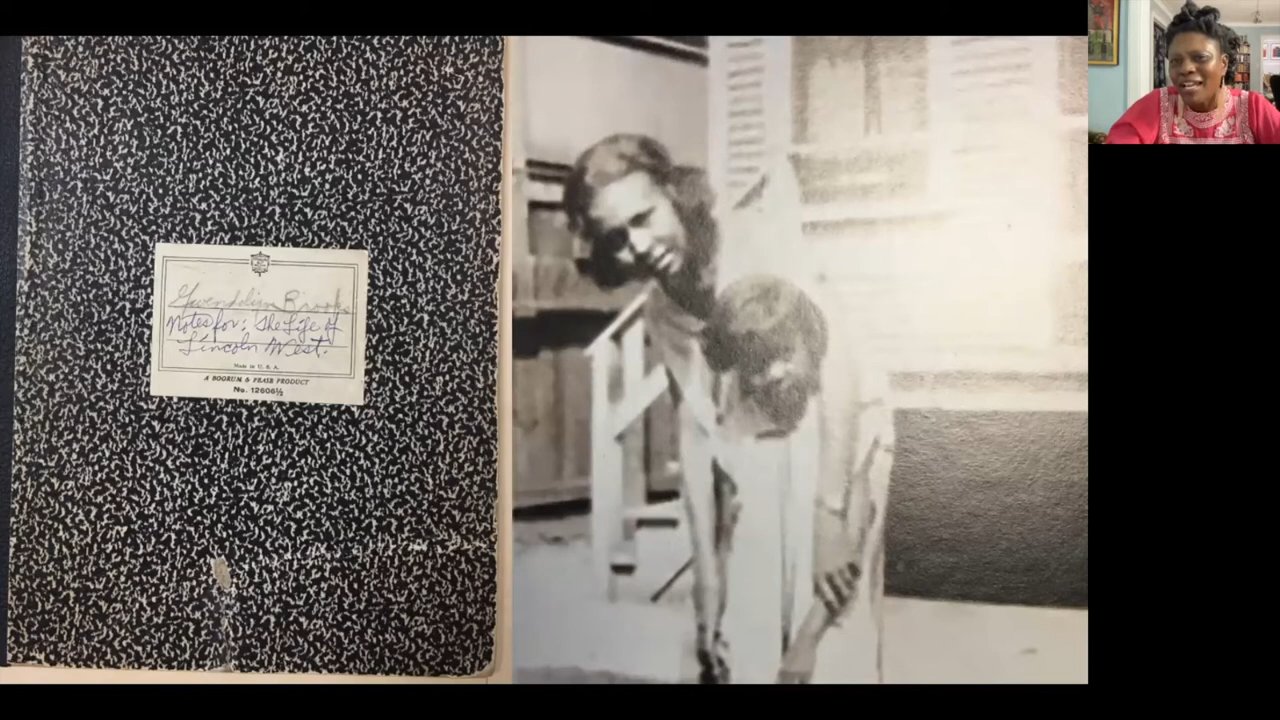 Gwendolyn Brooks
Notes for: The Life of
Lincoln West.
Made in U. S. A.
A BOORUM & PEASE PRODUCT
No. 12606½